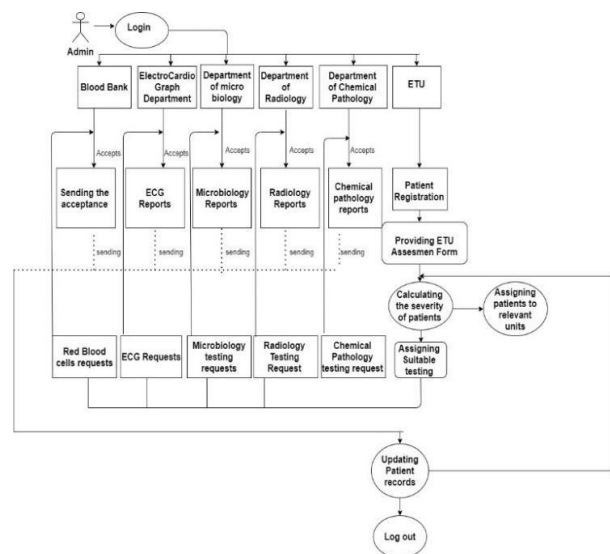 Login
Admin
Blood Bank
ElectroCardio
Graph
Department
Department
of micro
biology
Department
of
Radiology
Department
of Chemical
Pathology
ETU
Accepts
Accepts
Accepts
Accepts
Accepts
Sending the
acceptance
ECG
Reports
Microbiology
Reports
Radiology
Reports
Chemical
pathology
reports
Patient
Registration
sending
sending
sending
sending
sending
Providing ETU
Assesmen Form
Calculating
the severity
of patients
Assigning
patients to
relevant
units
Red Blood
cells requests
ECG Requests
Microbiology
testing
requests
Radiology
Testing
Request
Chemical
Pathology
testing request
Assigning
Suitable
testing
Updating
Patient
records
Log out